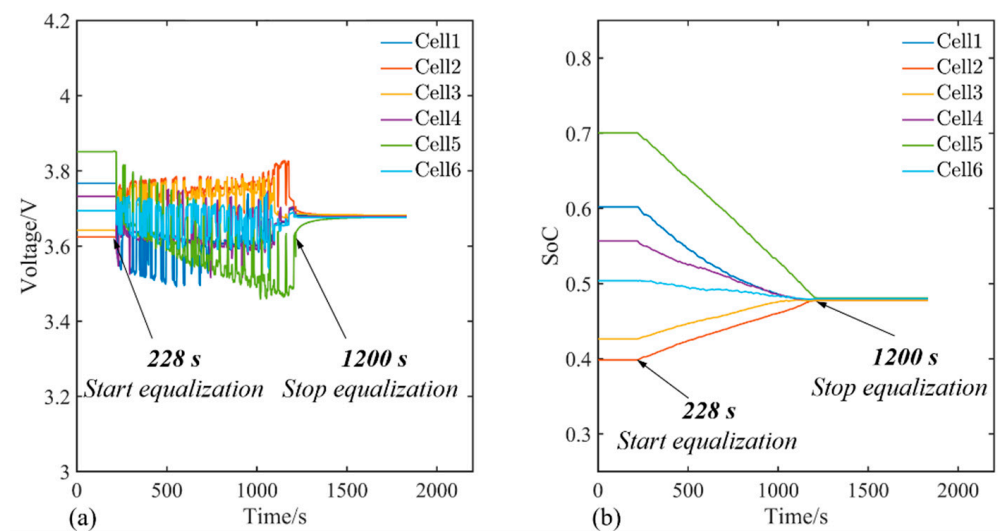 4.2
4
3.8
3.6
3.4
3.2
3
Voltage/V
Cell1
Cell2
Cell3
Cell4
Cell5
Cell6
228 s
Start equalization
1200 s
Stop equalization
0
500
1000
1500
2000
Time/s
(a)
0.8
0.7
0.6
0.5
0.4
0.3
SoC
Cell1
Cell2
Cell3
Cell4
Cell5
Cell6
1200 s
Stop equalization
228 s
Start equalization
0
500
1000
1500
2000
Time/s
(b)